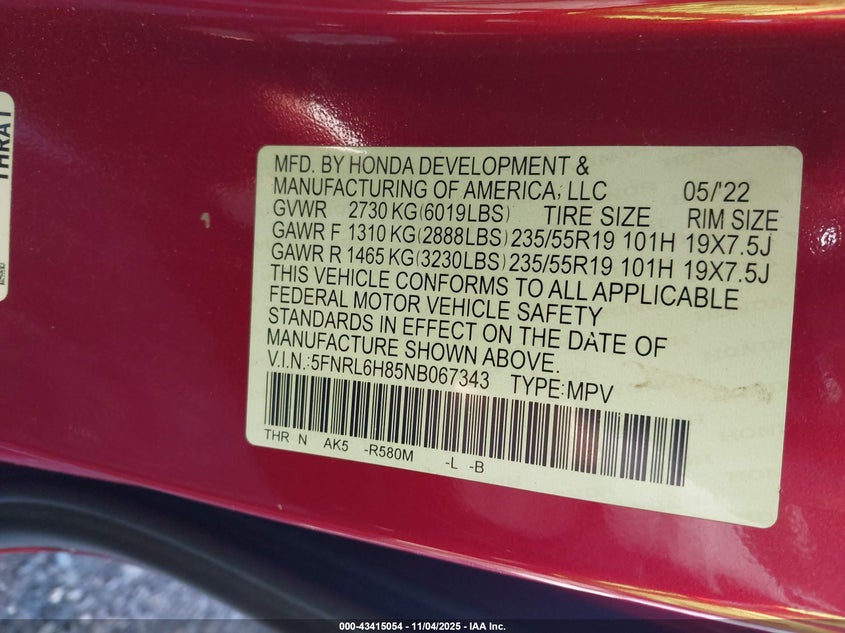 THRA1
MFD. BY HONDA DEVELOPMENT &
MANUFACTURING OF AMERICA, LLC 05/'22
GVWR 2730 KG(6019LBS) TIRE SIZE RIM SIZE
GAWR F 1310 KG(2888LBS) 235/55R19 101H 19X7.5J
GAWR R 1465 KG(3230LBS) 235/55R19 101H 19X7.5J
THIS VEHICLE CONFORMS TO ALL APPLICABLE
FEDERAL MOTOR VEHICLE SAFETY
STANDARDS IN EFFECT ON THE DATE OF
MANUFACTURE SHOWN ABOVE.
V.I.N.:5FNRL6H85NB067343 TYPE:MPV
THR N AK5 -R580M -L -B
000-43415054 - 11/04/2025 - IAA Inc.